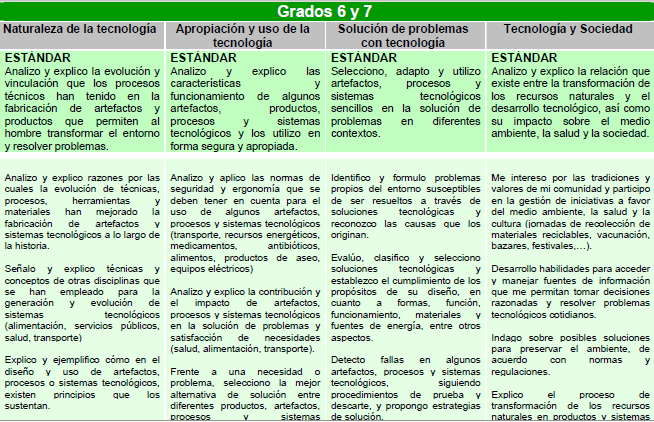 Grados 6 y 7
Naturaleza de la tecnología
Apropiación y uso de la
tecnología
Solución de problemas
con tecnología
Tecnología y Sociedad
ESTÁNDAR
Analizo y explico la evolución y
vinculación que los procesos
técnicos han tenido en la
fabricación de artefactos y
productos que permiten al
hombre transformar el entorno
y resolver problemas.
ESTÁNDAR
Analizo y explico las
características y
funcionamiento de algunos
artefactos, productos,
procesos y sistemas
tecnológicos y los utilizo en
forma segura y apropiada.
ESTÁNDAR
Selecciono, adapto y utilizo
artefactos, procesos y
sistemas tecnológicos
sencillos en la solución de
problemas en diferentes
contextos.
ESTÁNDAR
Analizo y explico la relación que
existe entre la transformación de
los recursos naturales y el
desarrollo tecnológico, así como
su impacto sobre el medio
ambiente, la salud y la sociedad.
Analizo y explico razones por las
cuales la evolución de técnicas,
procesos, herramientas y
materiales han mejorado la
fabricación de artefactos y
sistemas tecnológicos a lo largo de
la historia.
Señalo y explico técnicas y
conceptos de otras disciplinas que
se han empleado para la
generación y evolución de
sistemas tecnológicos
(alimentación, servicios públicos,
salud, transporte)
Explico y ejemplifico cómo en el
diseño y uso de artefactos,
procesos o sistemas tecnológicos,
existen principios que los
sustentan.
Analizo y aplico las normas de
seguridad y ergonomía que se
deben tener en cuenta para el
uso de algunos artefactos,
procesos y sistemas tecnológicos
(transporte, recursos energéticos,
medicamentos, antibióticos,
alimentos, productos de aseo,
equipos eléctricos)
Analizo y explico la contribución y
el impacto de artefactos,
procesos y sistemas tecnológicos
en la solución de problemas y
satisfacción de necesidades
(salud, alimentación, transporte).
Frente a una necesidad o
problema, selecciono la mejor
alternativa de solución entre
diferentes productos, artefactos,
procesos y sistemas
Identifico y formulo problemas
propios del entorno susceptibles
de ser resueltos a través de
soluciones tecnológicas y
reconozco las causas que los
originan.
Evalúo, clasifico y selecciono
soluciones tecnológicas y
establezco el cumplimiento de los
propósitos de su diseño, en
cuanto a formas, función,
funcionamiento, materiales y
fuentes de energía, entre otros
aspectos.
Detecto fallas en algunos
artefactos, procesos y sistemas
tecnológicos, siguiendo
procedimientos de prueba y
descarte, y propongo estrategias
de solución.
Me intereso por las tradiciones y
valores de mi comunidad y participo
en la gestión de iniciativas a favor
del medio ambiente, la salud y la
cultura (jornadas de recolección de
materiales reciclables, vacunación,
bazares, festivales,…).
Desarrollo habilidades para acceder
y manejar fuentes de información
que me permitan tomar decisiones
razonadas y resolver problemas
tecnológicos cotidianos.
Indago sobre posibles soluciones
para preservar el ambiente, de
acuerdo con normas y
regulaciones.
Explico el proceso de
transformación de los recursos
naturales en productos y sistemas